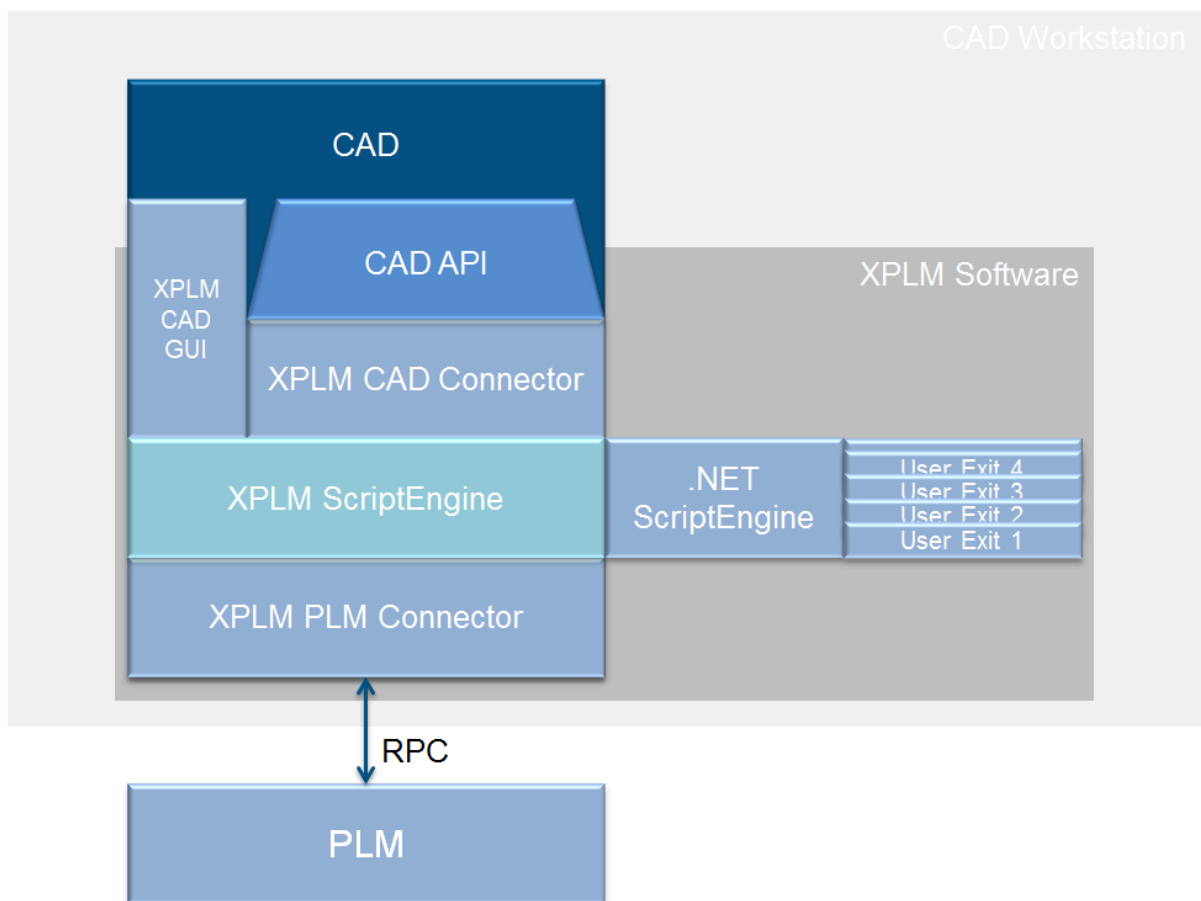 CAD Workstation
CAD
CAD API
XPLM Software
XPLM
CAD
GUI
XPLM CAD Connector
XPLM ScriptEngine
.NET
ScriptEngine
User Exit 4
User Exit 3
User Exit 2
User Exit 1
XPLM PLM Connector
RPC
PLM